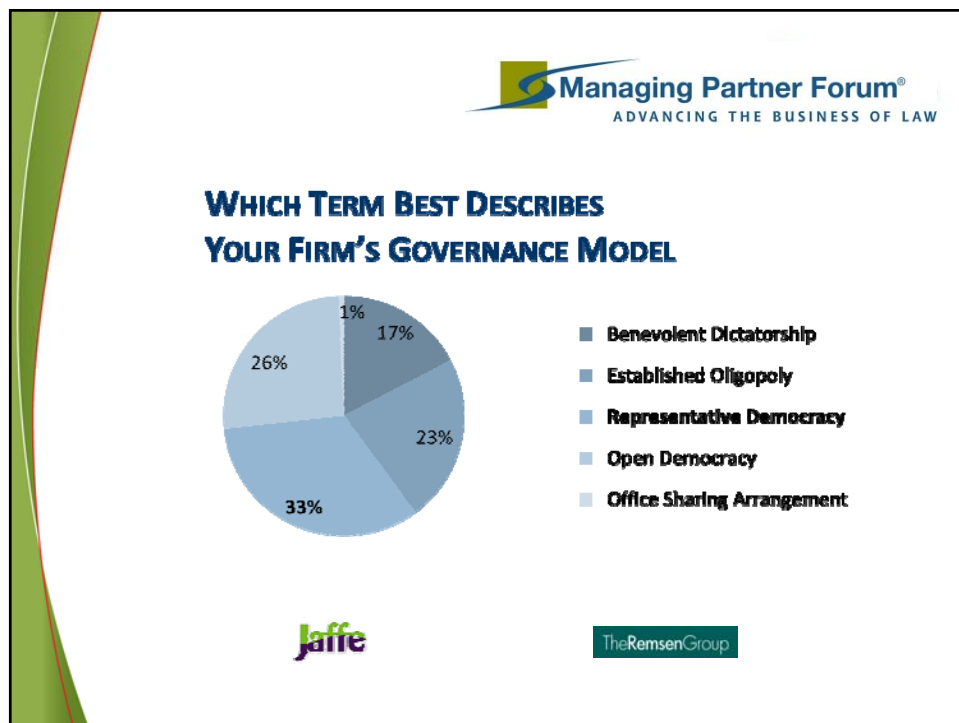 Managing Partner Forum®
ADVANCING THE BUSINESS OF LAW
WHICH TERM BEST DESCRIBES
YOUR FIRM'S GOVERNANCE MODEL
1%
17%
26%
23%
33%
Benevolent Dictatorship
Established Oligopoly
Representative Democracy
Open Democracy
Office Sharing Arrangement
Jaffe
TheRemsenGroup